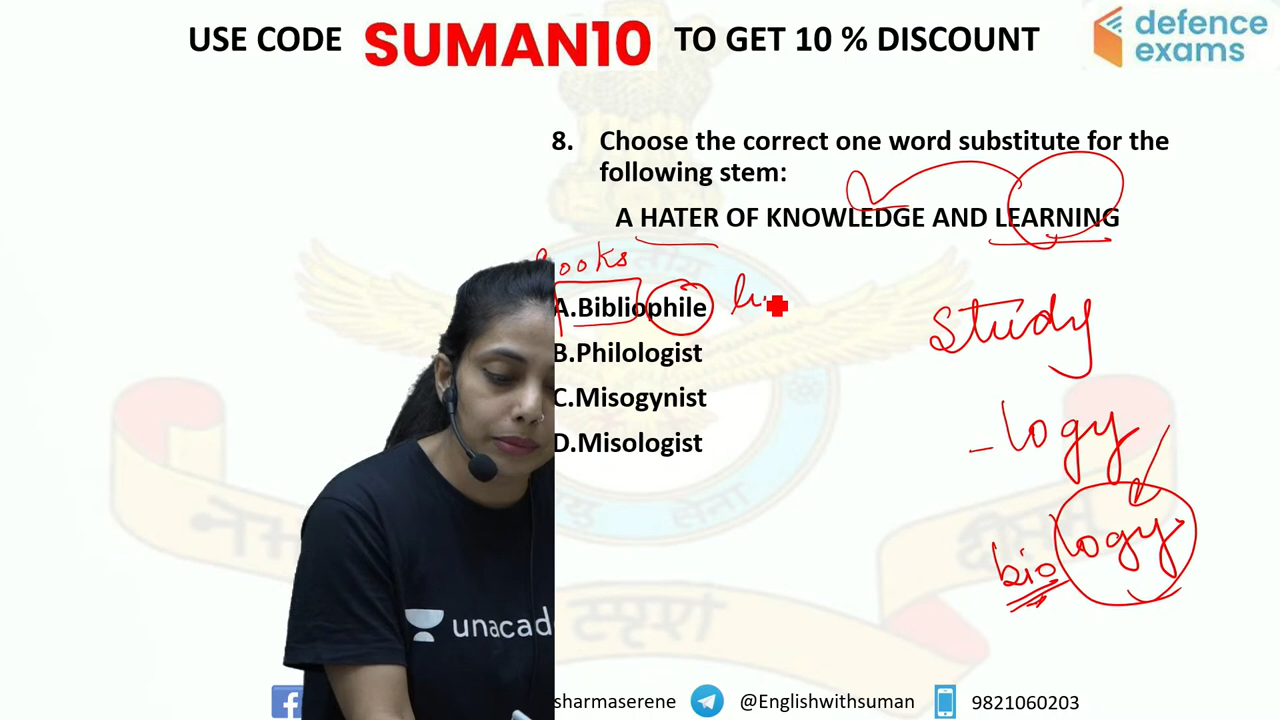 USE CODE SUMAN10 TO GET 10 % DISCOUNT
defence
exams
8. Choose the correct one word substitute for the
following stem:
A HATER OF KNOWLEDGE AND LEARNING
books
A.Bibliophile
B.Philologist
C.Misogynist
D.Misologist
study
-logy
biology
unacad
sharmaserene @Englishwithsuman 9821060203